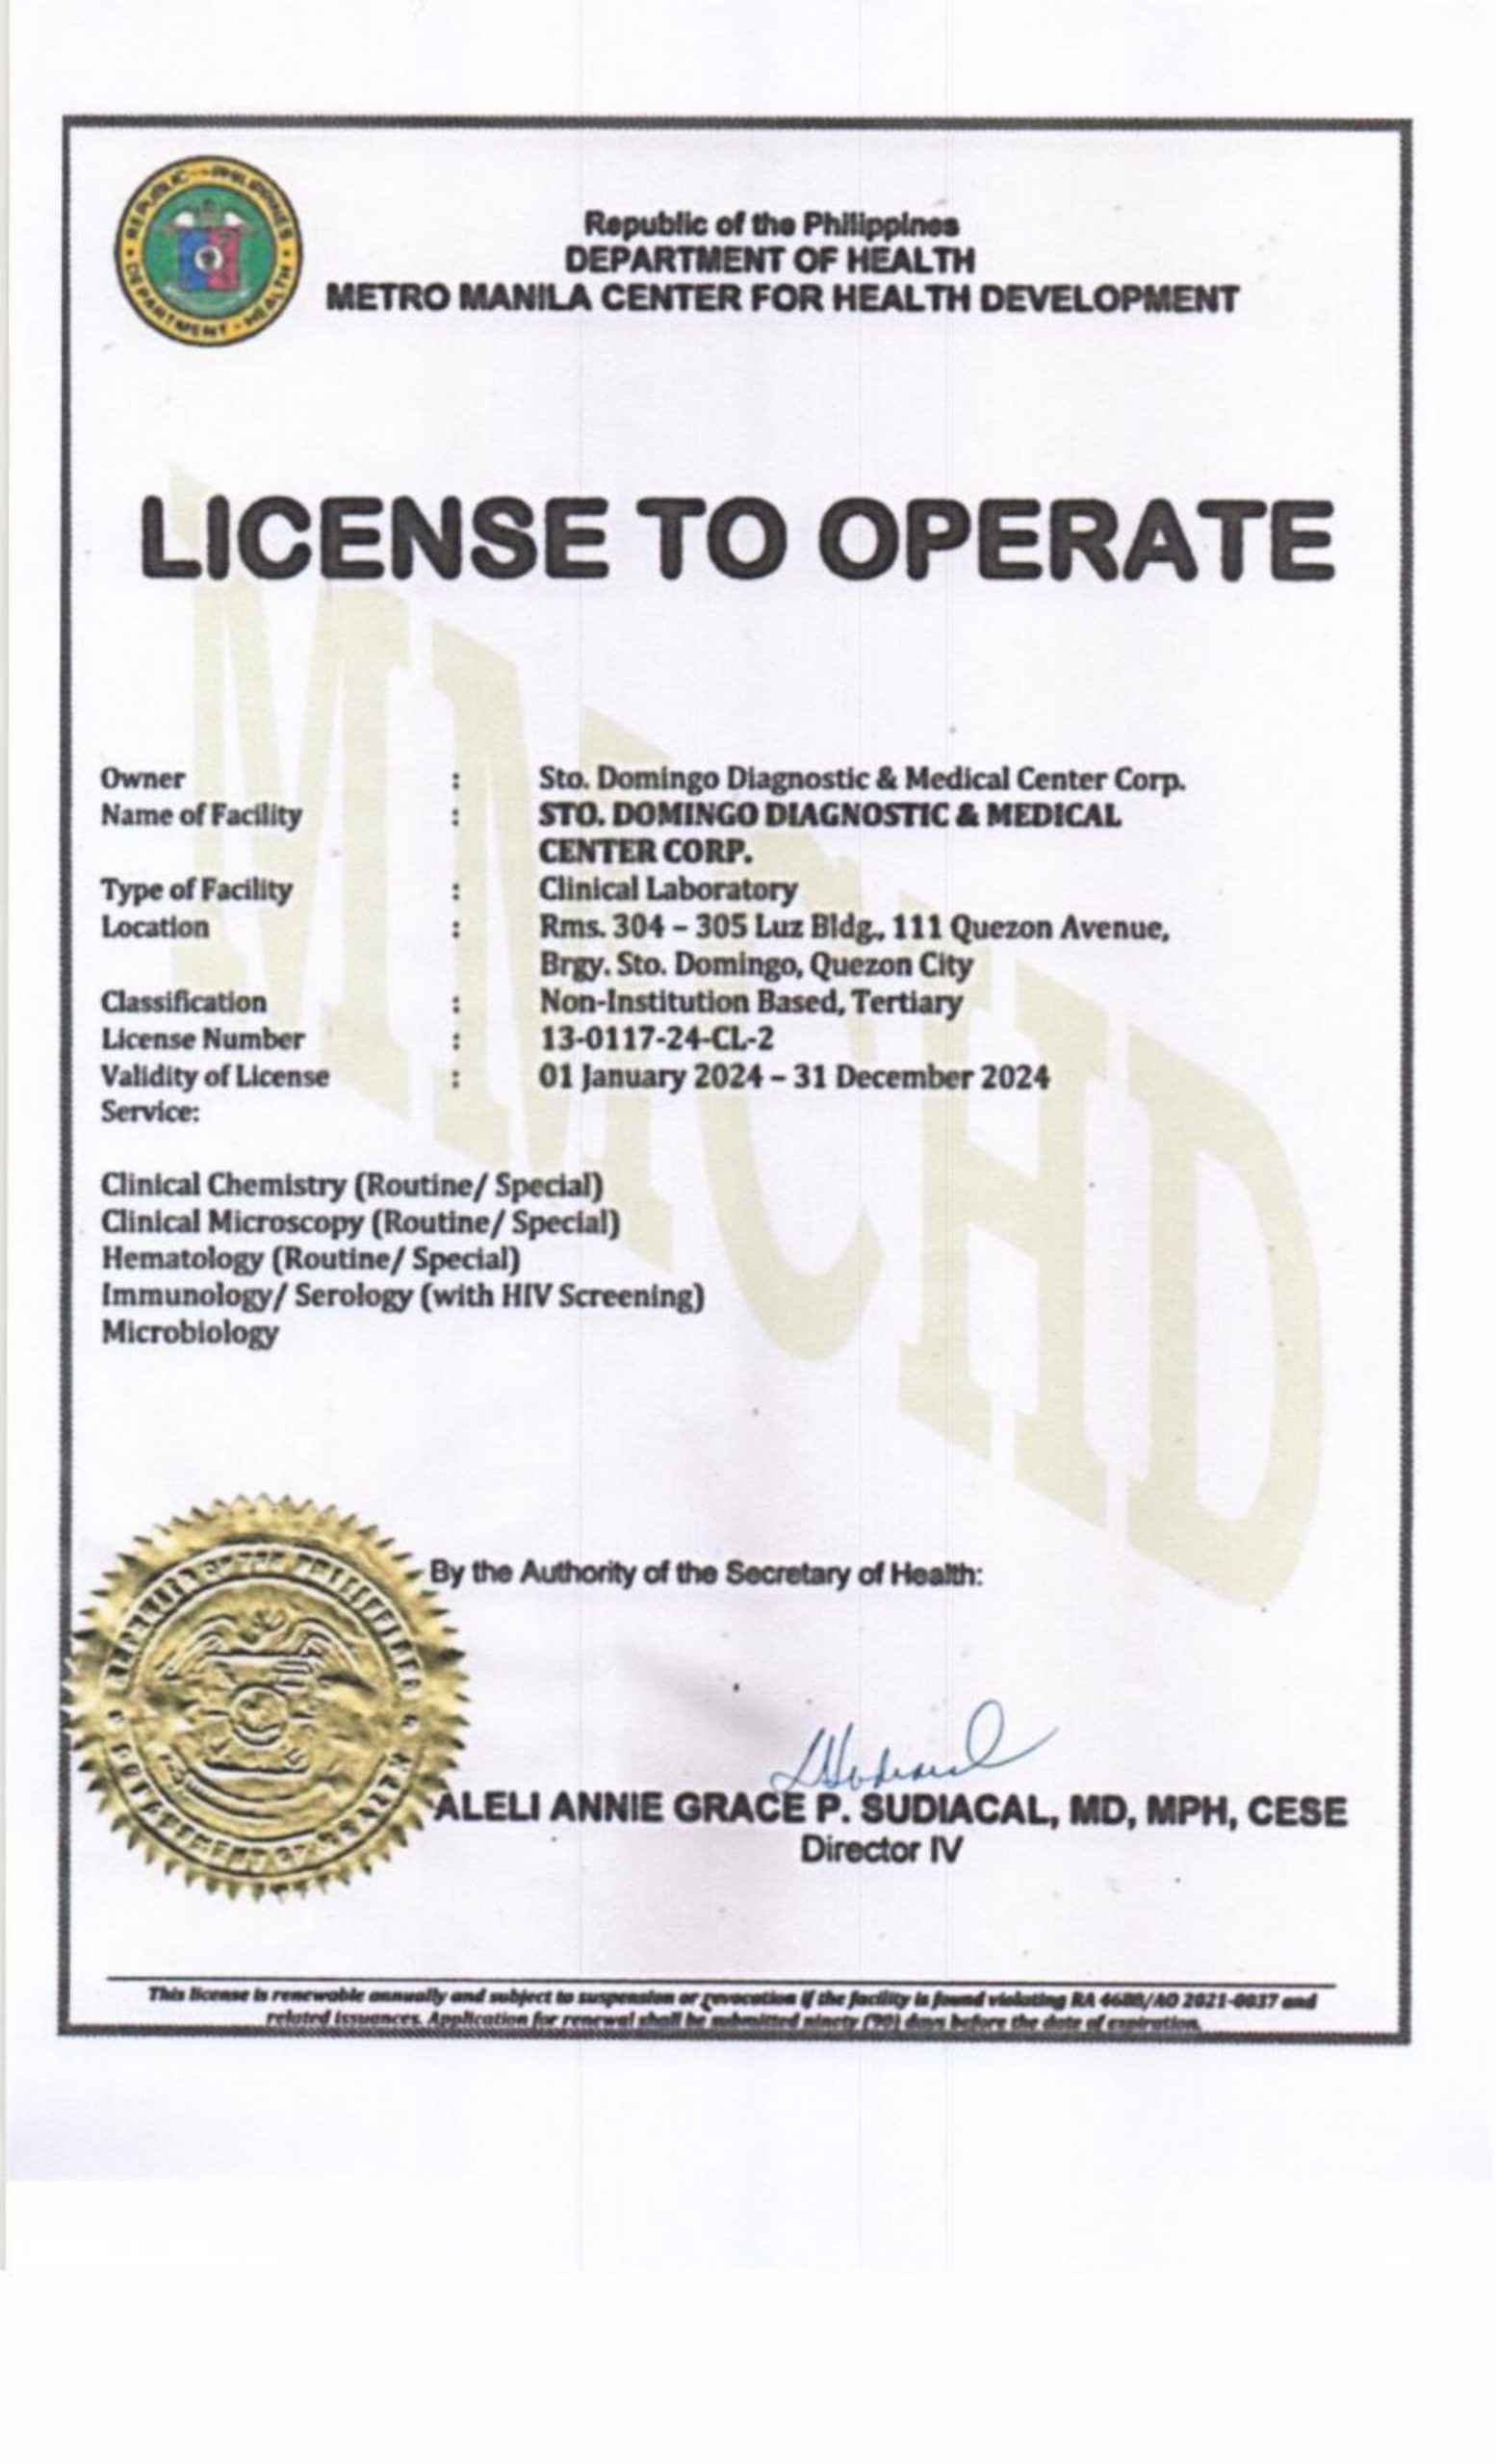 REPUBLIC PHILIPPINES
DEPARTMENT HEALTH
Republic of the Philippines
DEPARTMENT OF HEALTH
METRO MANILA CENTER FOR HEALTH DEVELOPMENT
LICENSE TO OPERATE
MMCHD
Owner : Sto. Domingo Diagnostic & Medical Center Corp.
Name of Facility : STO. DOMINGO DIAGNOSTIC & MEDICAL
CENTER CORP.
Type of Facility : Clinical Laboratory
Location : Rms. 304 – 305 Luz Bldg., 111 Quezon Avenue,
Brgy. Sto. Domingo, Quezon City
Classification : Non-Institution Based, Tertiary
License Number : 13-0117-24-CL-2
Validity of License : 01 January 2024 – 31 December 2024
Service:
Clinical Chemistry (Routine/ Special)
Clinical Microscopy (Routine/ Special)
Hematology (Routine/ Special)
Immunology/ Serology (with HIV Screening)
Microbiology
By the Authority of the Secretary of Health:
ALELI ANNIE GRACE P. SUDIACAL, MD, MPH, CESE
Director IV
This license is renewable annually and subject to suspension or revocation if the facility is found violating RA 4688/AO 2021-0037 and
related issuances. Application for renewal shall be submitted ninety (90) days before the date of expiration.